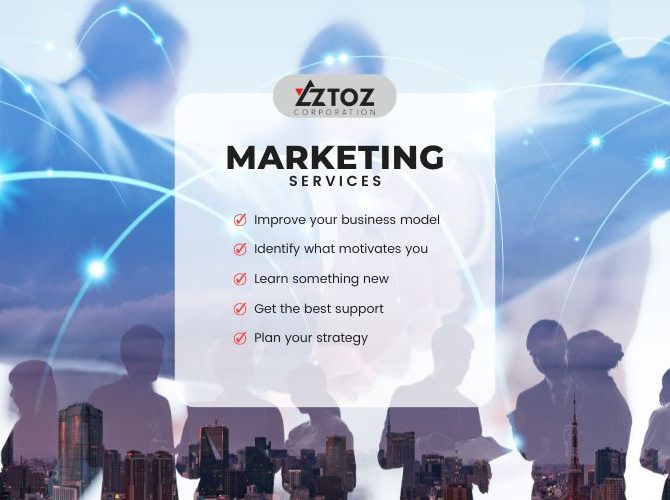 AZTOZ
CORPORATION
MARKETING
SERVICES
Improve your business model
Identify what motivates you
Learn something new
Get the best support
Plan your strategy